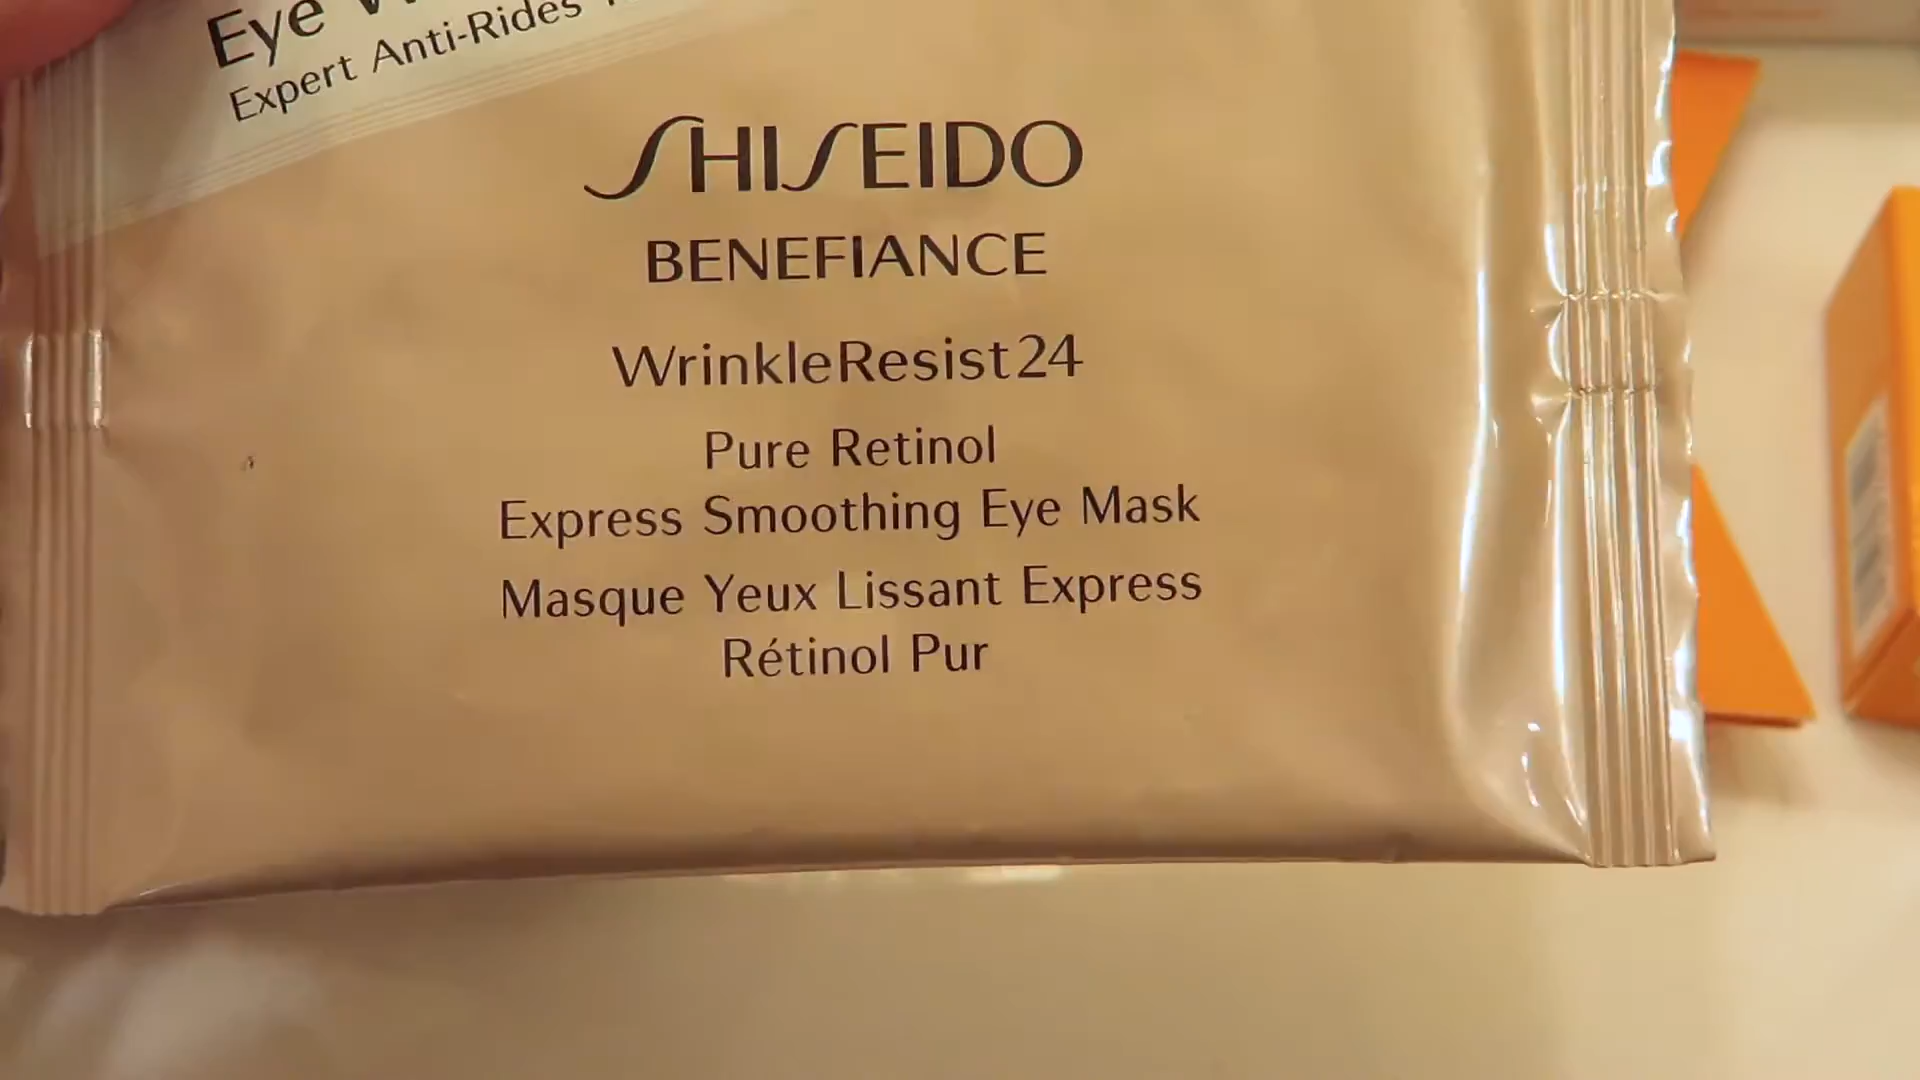 Eye
Expert Anti-Rides
SHISEIDO
BENEFIANCE
WrinkleResist24
Pure Retinol
Express Smoothing Eye Mask
Masque Yeux Lissant Express
Rétinol Pur